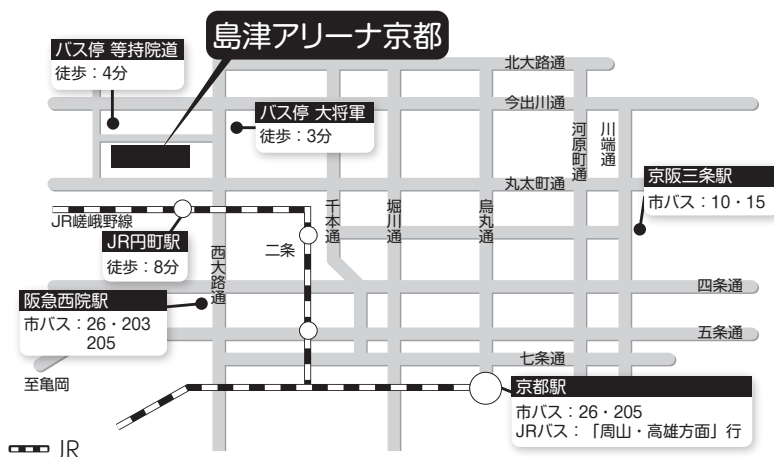 島津アリーナ京都
バス停 等持院道
徒歩：4分
北大路通
今出川通
バス停 大将軍
徒歩：3分
河原町通
川端通
丸太町通
京阪三条駅
市バス：10・15
JR嵯峨野線
JR円町駅
徒歩：8分
二条
千本通
堀川通
烏丸通
西大路通
四条通
阪急西院駅
市バス：26・203
205
五条通
七条通
至亀岡
京都駅
市バス：26・205
JRバス：「周山・高雄方面」行
JR